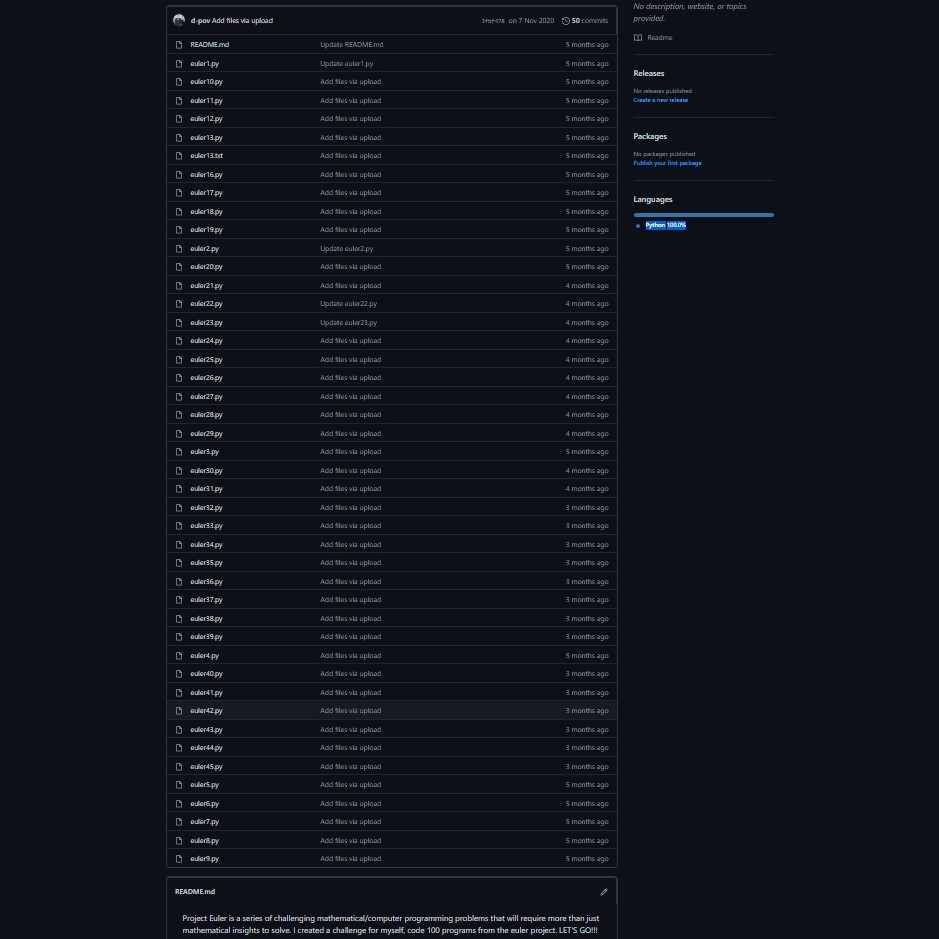 d-pov Add files via upload on 7 Nov 2020 50 commits
No description, website, or topics
provided.
Readme
README.md Update README.md 5 months ago
euler1.py Update euler1.py 5 months ago
euler10.py Add files via upload 5 months ago
euler11.py Add files via upload 5 months ago
euler12.py Add files via upload 5 months ago
euler13.py Add files via upload 5 months ago
euler13.txt Add files via upload 5 months ago
euler16.py Add files via upload 5 months ago
euler17.py Add files via upload 5 months ago
euler18.py Add files via upload 5 months ago
euler19.py Add files via upload 5 months ago
euler2.py Update euler2.py 5 months ago
euler20.py Add files via upload 5 months ago
euler21.py Add files via upload 4 months ago
euler22.py Update euler22.py 4 months ago
euler23.py Update euler23.py 4 months ago
euler24.py Add files via upload 4 months ago
euler25.py Add files via upload 4 months ago
euler26.py Add files via upload 4 months ago
euler27.py Add files via upload 4 months ago
euler28.py Add files via upload 4 months ago
euler29.py Add files via upload 4 months ago
euler3.py Add files via upload 5 months ago
euler30.py Add files via upload 4 months ago
euler31.py Add files via upload 4 months ago
euler32.py Add files via upload 3 months ago
euler33.py Add files via upload 3 months ago
euler34.py Add files via upload 3 months ago
euler35.py Add files via upload 3 months ago
euler36.py Add files via upload 3 months ago
euler37.py Add files via upload 3 months ago
euler38.py Add files via upload 3 months ago
euler39.py Add files via upload 3 months ago
euler4.py Add files via upload 5 months ago
euler40.py Add files via upload 3 months ago
euler41.py Add files via upload 3 months ago
euler42.py Add files via upload 3 months ago
euler43.py Add files via upload 3 months ago
euler44.py Add files via upload 3 months ago
euler45.py Add files via upload 3 months ago
euler5.py Add files via upload 5 months ago
euler6.py Add files via upload 5 months ago
euler7.py Add files via upload 5 months ago
euler8.py Add files via upload 5 months ago
euler9.py Add files via upload 5 months ago
Releases
No releases published
Create a new release
Packages
No packages published
Publish your first package
Languages
Python 100.0%
README.md
Project Euler is a series of challenging mathematical/computer programming problems that will require more than just
mathematical insights to solve. I created a challenge for myself, code 100 programs from the euler project. LET'S GO!!!